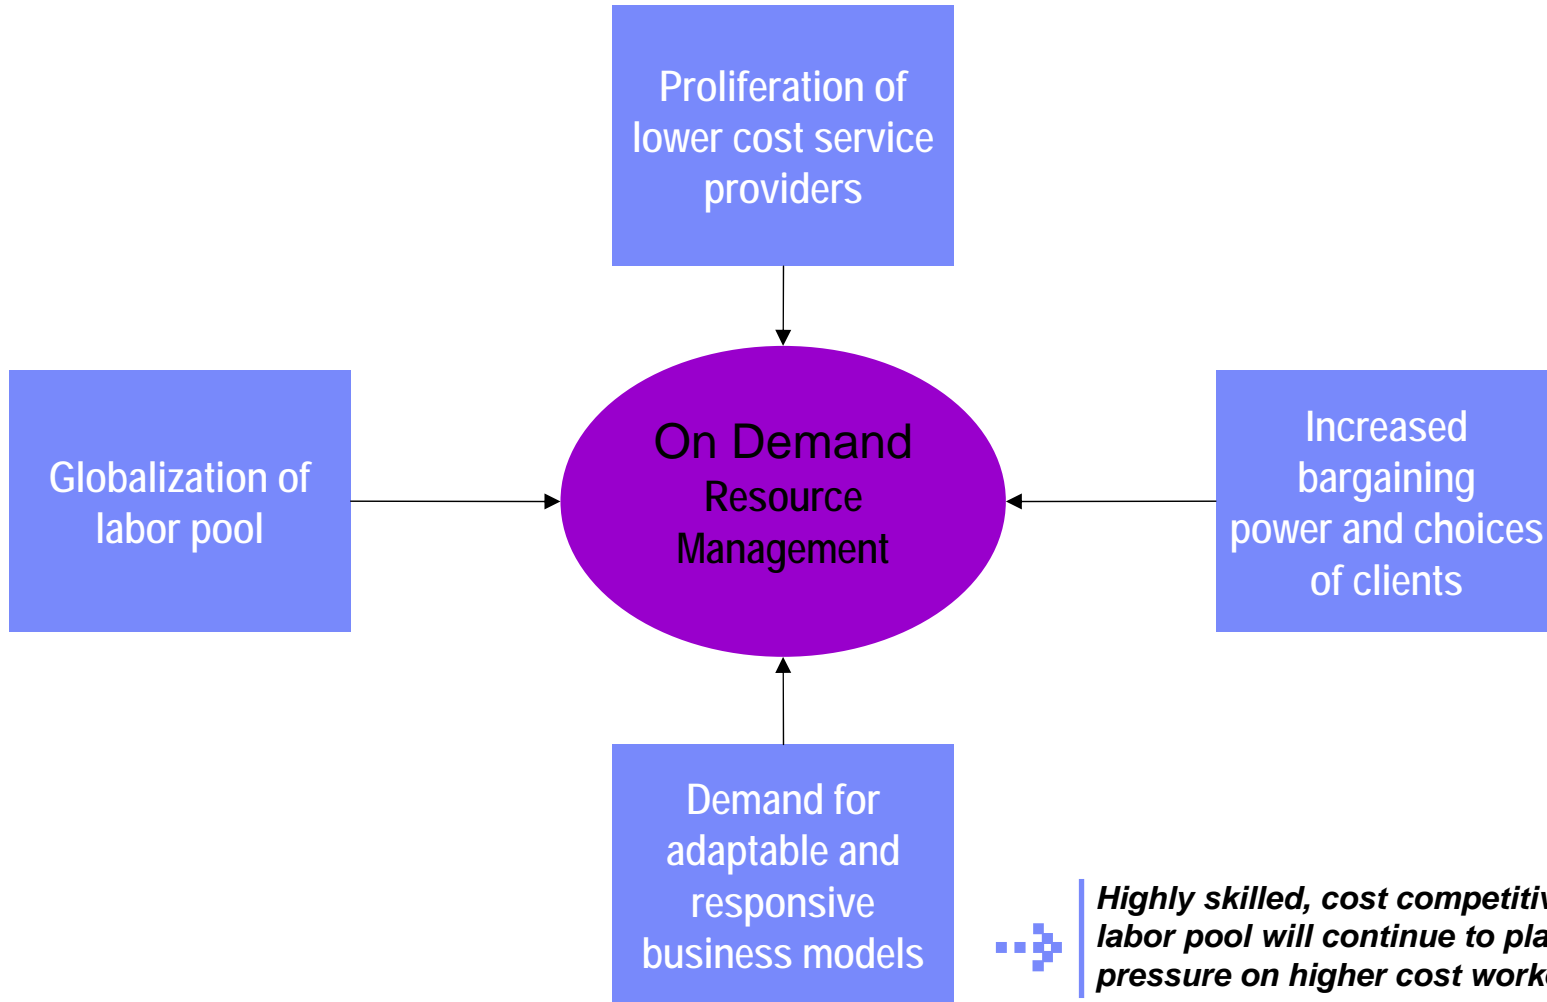 Proliferation of
lower cost service
providers
Globalization of
labor pool
On Demand
Resource
Management
Increased
bargaining
power and choices
of clients
Demand for
adaptable and
responsive
business models
Highly skilled, cost
labor pool will continue to
pressure on higher cost